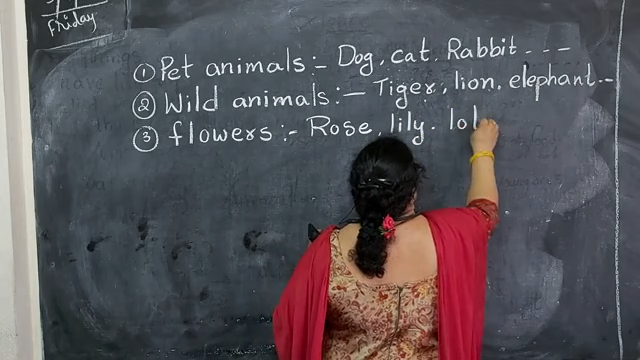 Friday
① Pet animals :- Dog, cat, Rabbit - - -
② Wild animals :- Tiger, lion, elephant - -
③ flowers :- Rose, lily, lo